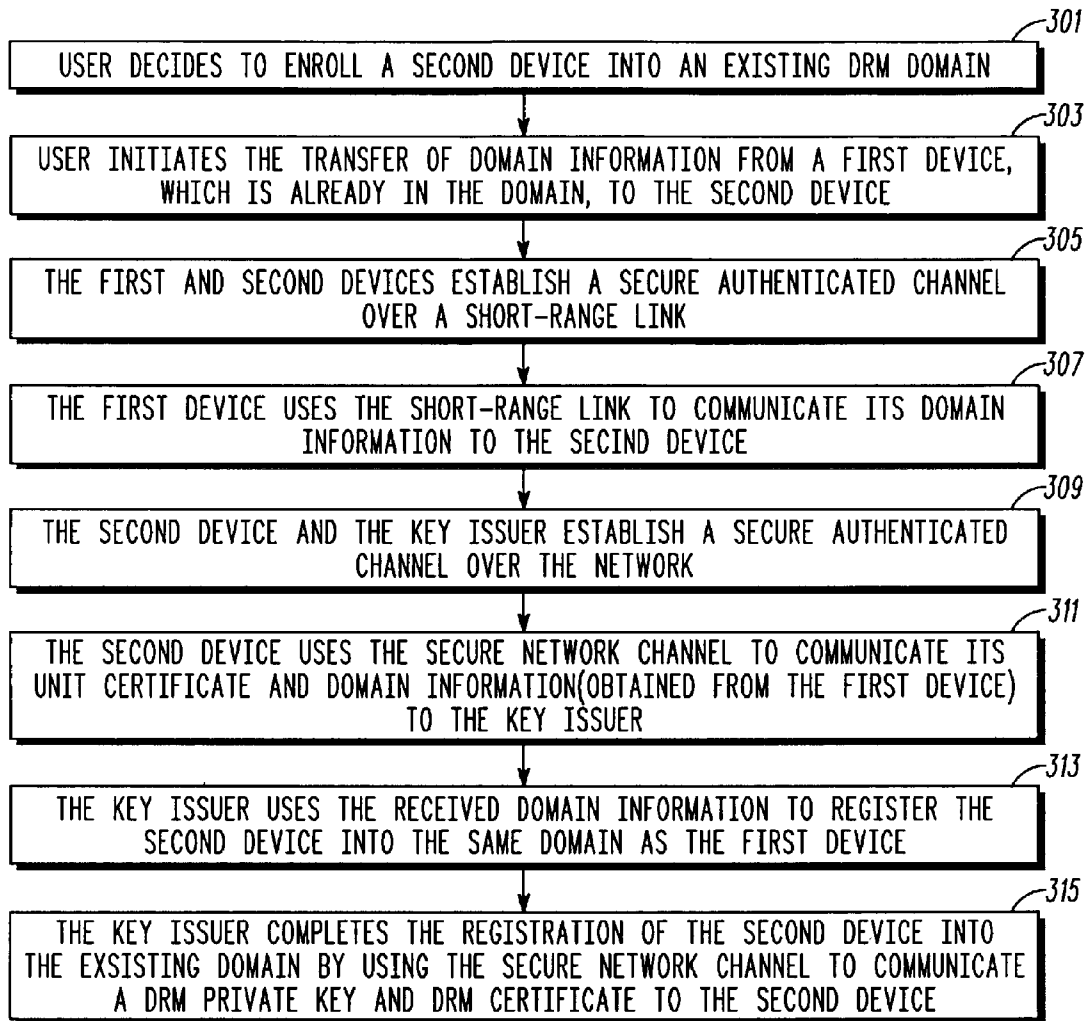 301
USER DECIDES TO ENROLL A SECOND DEVICE INTO AN EXISTING DRM DOMAIN
303
USER INITIATES THE TRANSFER OF DOMAIN INFORMATION FROM A FIRST DEVICE,
WHICH IS ALREADY IN THE DOMAIN, TO THE SECOND DEVICE
305
THE FIRST AND SECOND DEVICES ESTABLISH A SECURE AUTHENTICATED CHANNEL
OVER A SHORT-RANGE LINK
307
THE FIRST DEVICE USES THE SHORT-RANGE LINK TO COMMUNICATE ITS DOMAIN
INFORMATION TO THE SECIND DEVICE
309
THE SECOND DEVICE AND THE KEY ISSUER ESTABLISH A SECURE AUTHENTICATED
CHANNEL OVER THE NETWORK
311
THE SECOND DEVICE USES THE SECURE NETWORK CHANNEL TO COMMUNICATE ITS
UNIT CERTIFICATE AND DOMAIN INFORMATION(OBTAINED FROM THE FIRST DEVICE)
TO THE KEY ISSUER
313
THE KEY ISSUER USES THE RECEIVED DOMAIN INFORMATION TO REGISTER THE
SECOND DEVICE INTO THE SAME DOMAIN AS THE FIRST DEVICE
315
THE KEY ISSUER COMPLETES THE REGISTRATION OF THE SECOND DEVICE INTO
THE EXSISTING DOMAIN BY USING THE SECURE NETWORK CHANNEL TO COMMUNICATE
A DRM PRIVATE KEY AND DRM CERTIFICATE TO THE SECOND DEVICE